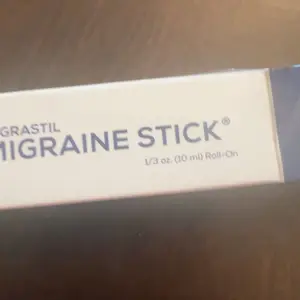 GRASTIL
MIGRAINE STICK®
1/3 oz. (10 ml) Roll-On